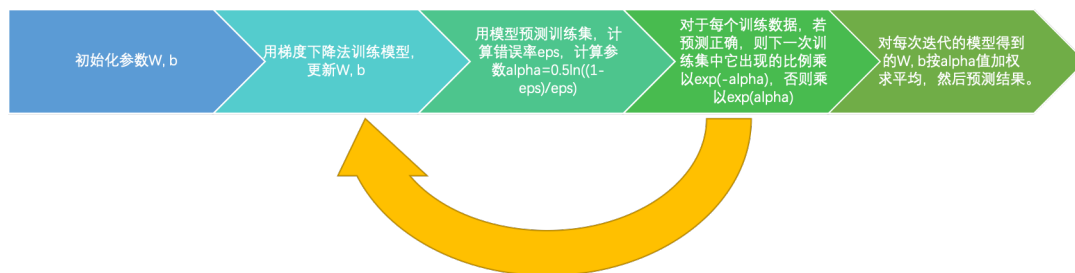 初始化参数W, b
用梯度下降法训练模型，
更新W, b
用模型预测训练集，计
算错误率eps，计算参
数alpha=0.5ln((1-
eps)/eps)
对于每个训练数据，若
预测正确，则下一次训
练集中它出现的比例乘
以exp(-alpha)，否则乘
以exp(alpha)
对每次迭代的模型得到
的W, b按alpha值加权
求平均，然后预测结果。